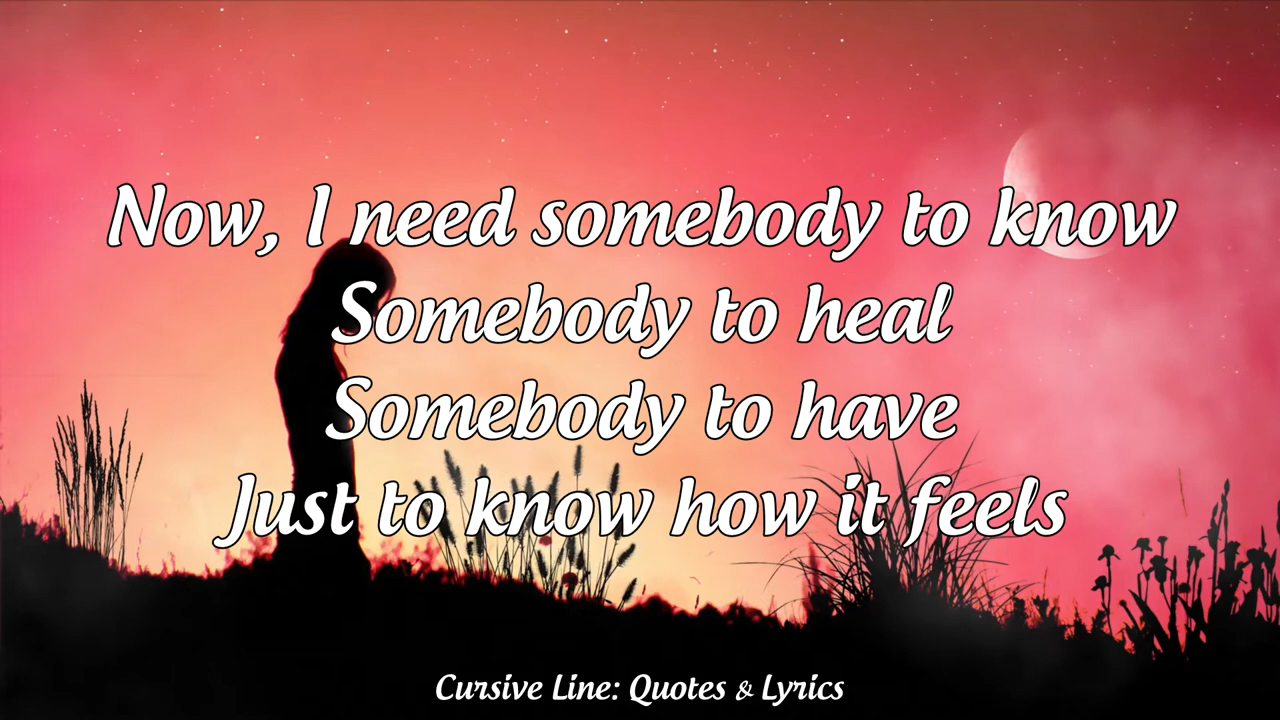 Now, I need somebody to know
Somebody to heal
Somebody to have
Just to know how it feels
Cursive Line: Quotes & Lyrics